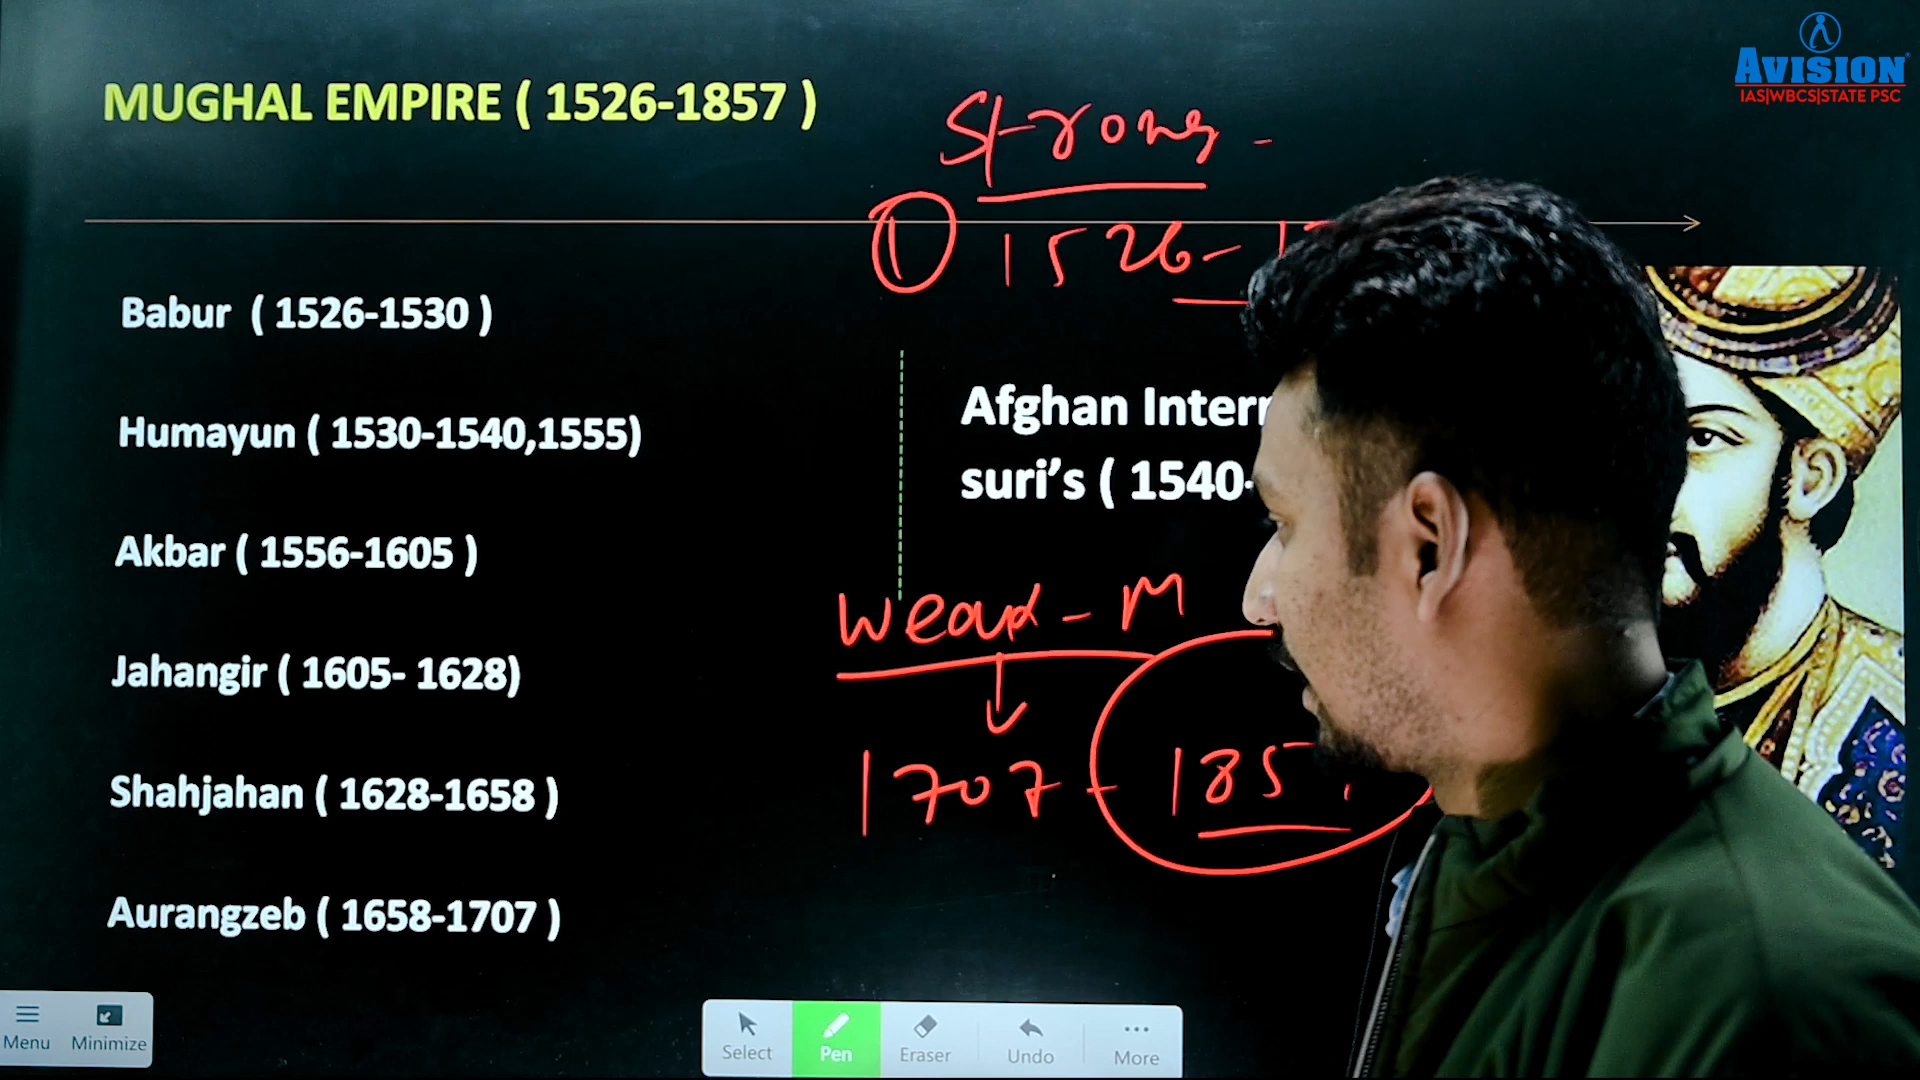 AVISION
IAS|WBCS|STATE PSC
MUGHAL EMPIRE ( 1526-1857 )
Strong -
1 1526-
Babur ( 1526-1530 )
Humayun ( 1530-1540,1555)
Afghan
suri's ( 1540-
Akbar ( 1556-1605 )
Weak - M
Jahangir ( 1605- 1628)
1707 - 185
Shahjahan ( 1628-1658 )
Aurangzeb ( 1658-1707 )
Menu Minimize
Select Pen Eraser Undo More